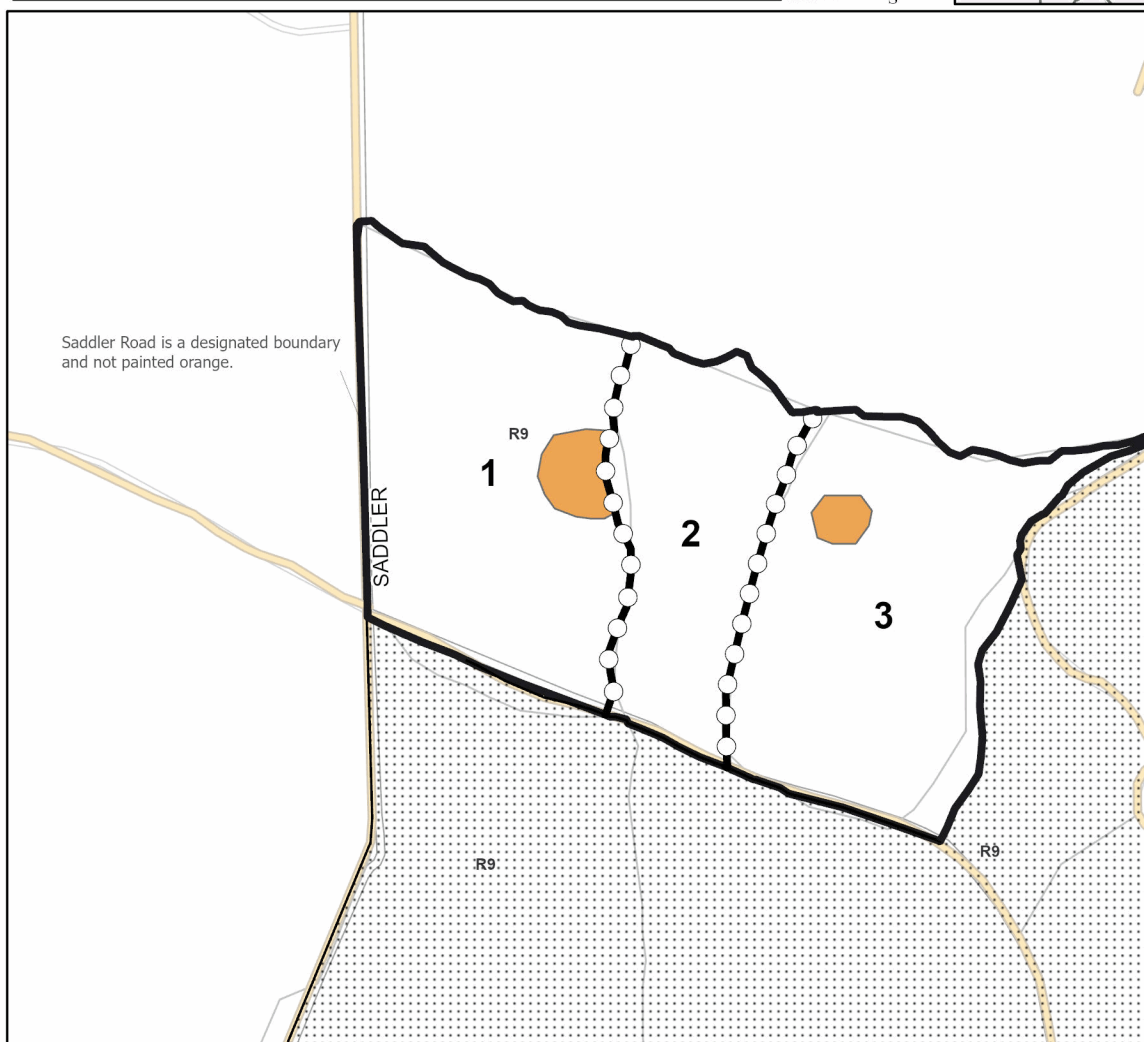 Saddler Road is a designated boundary
and not painted orange.
R9
1
2
3
SADDLER
R9
R9